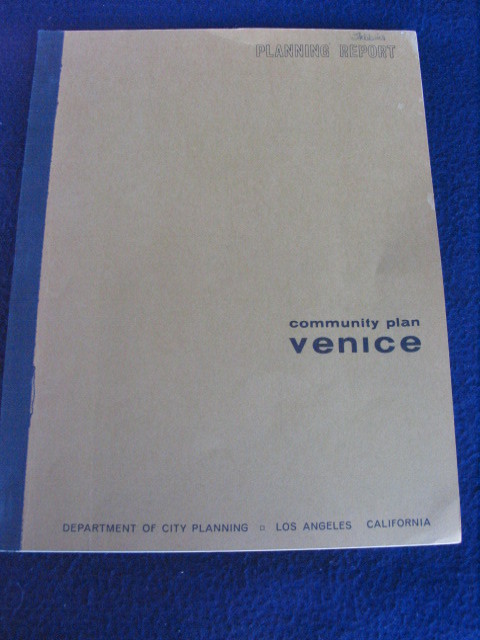 PLANNING REPORT
community plan
venice
DEPARTMENT OF CITY PLANNING □ LOS ANGELES CALIFORNIA